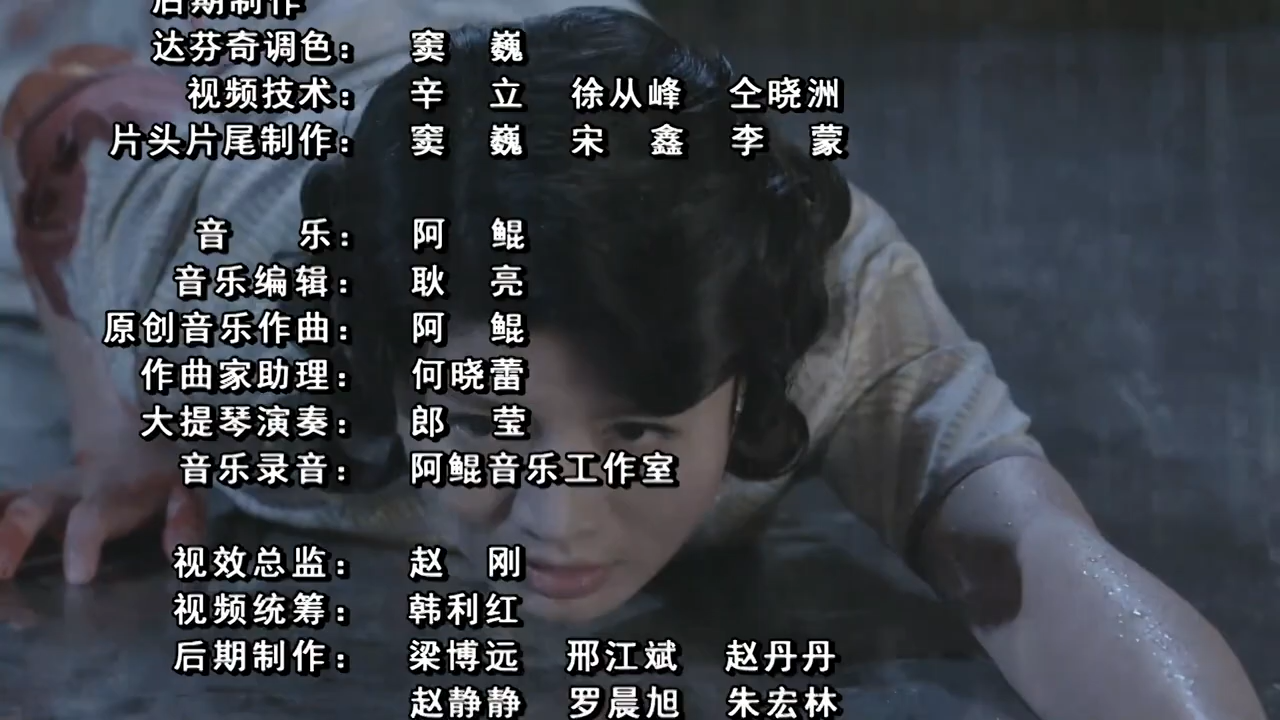 后期制作
达芬奇调色： 窦 巍
视频技术： 辛 立 徐从峰 仝晓洲
片头片尾制作： 窦 巍 宋 鑫 李 蒙
音 乐： 阿 鲲
音乐编辑： 耿 亮
原创音乐作曲： 阿 鲲
作曲家助理： 何晓蕾
大提琴演奏： 郎 莹
音乐录音： 阿鲲音乐工作室
视效总监： 赵 刚
视频统筹： 韩利红
后期制作： 梁博远 邢江斌 赵丹丹
赵静静 罗晨旭 朱宏林